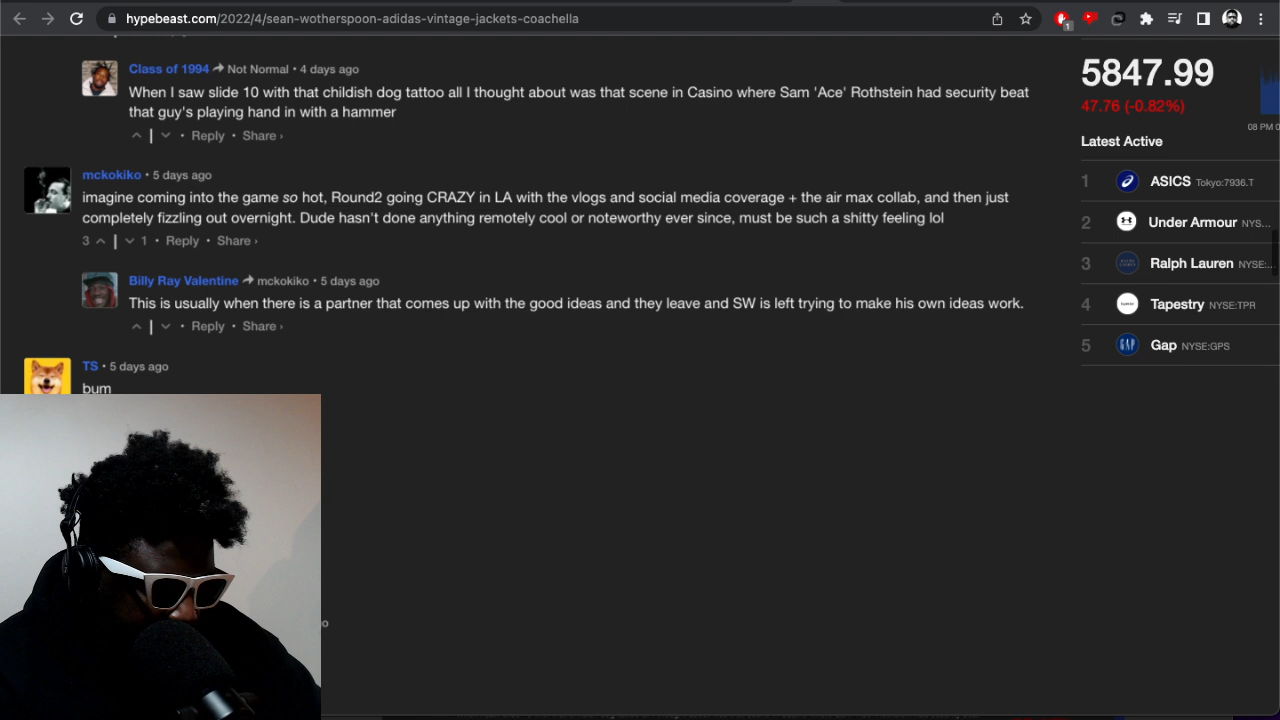 hypebeast.com/2022/4/sean-wotherspoon-adidas-vintage-jackets-coachella
1
Class of 1994 Not Normal • 4 days ago
When I saw slide 10 with that childish dog tattoo all I thought about was that scene in Casino where Sam 'Ace' Rothstein had security beat
that guy's playing hand in with a hammer
• Reply • Share ›
mckokiko • 5 days ago
imagine coming into the game so hot, Round2 going CRAZY in LA with the vlogs and social media coverage + the air max collab, and then just
completely fizzling out overnight. Dude hasn't done anything remotely cool or noteworthy ever since, must be such a shitty feeling lol
3 | 1 • Reply • Share ›
Billy Ray Valentine mckokiko • 5 days ago
This is usually when there is a partner that comes up with the good ideas and they leave and SW is left trying to make his own ideas work.
• Reply • Share ›
TS • 5 days ago
bum
o
5847.99
47.76 (-0.82%)
08 PM 0
Latest Active
1 ASICS Tokyo:7936.T
2 Under Armour NYS...
3 Ralph Lauren NYSE:...
4 Tapestry NYSE:TPR
5 GAP Gap NYSE:GPS